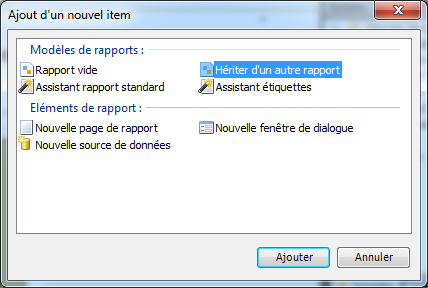 Ajout d'un nouvel item
Modèles de rapports :
Rapport vide
Hériter d'un autre rapport
Assistant rapport standard
Assistant étiquettes
Eléments de rapport :
Nouvelle page de rapport
Nouvelle fenêtre de dialogue
Nouvelle source de données
Ajouter
Annuler